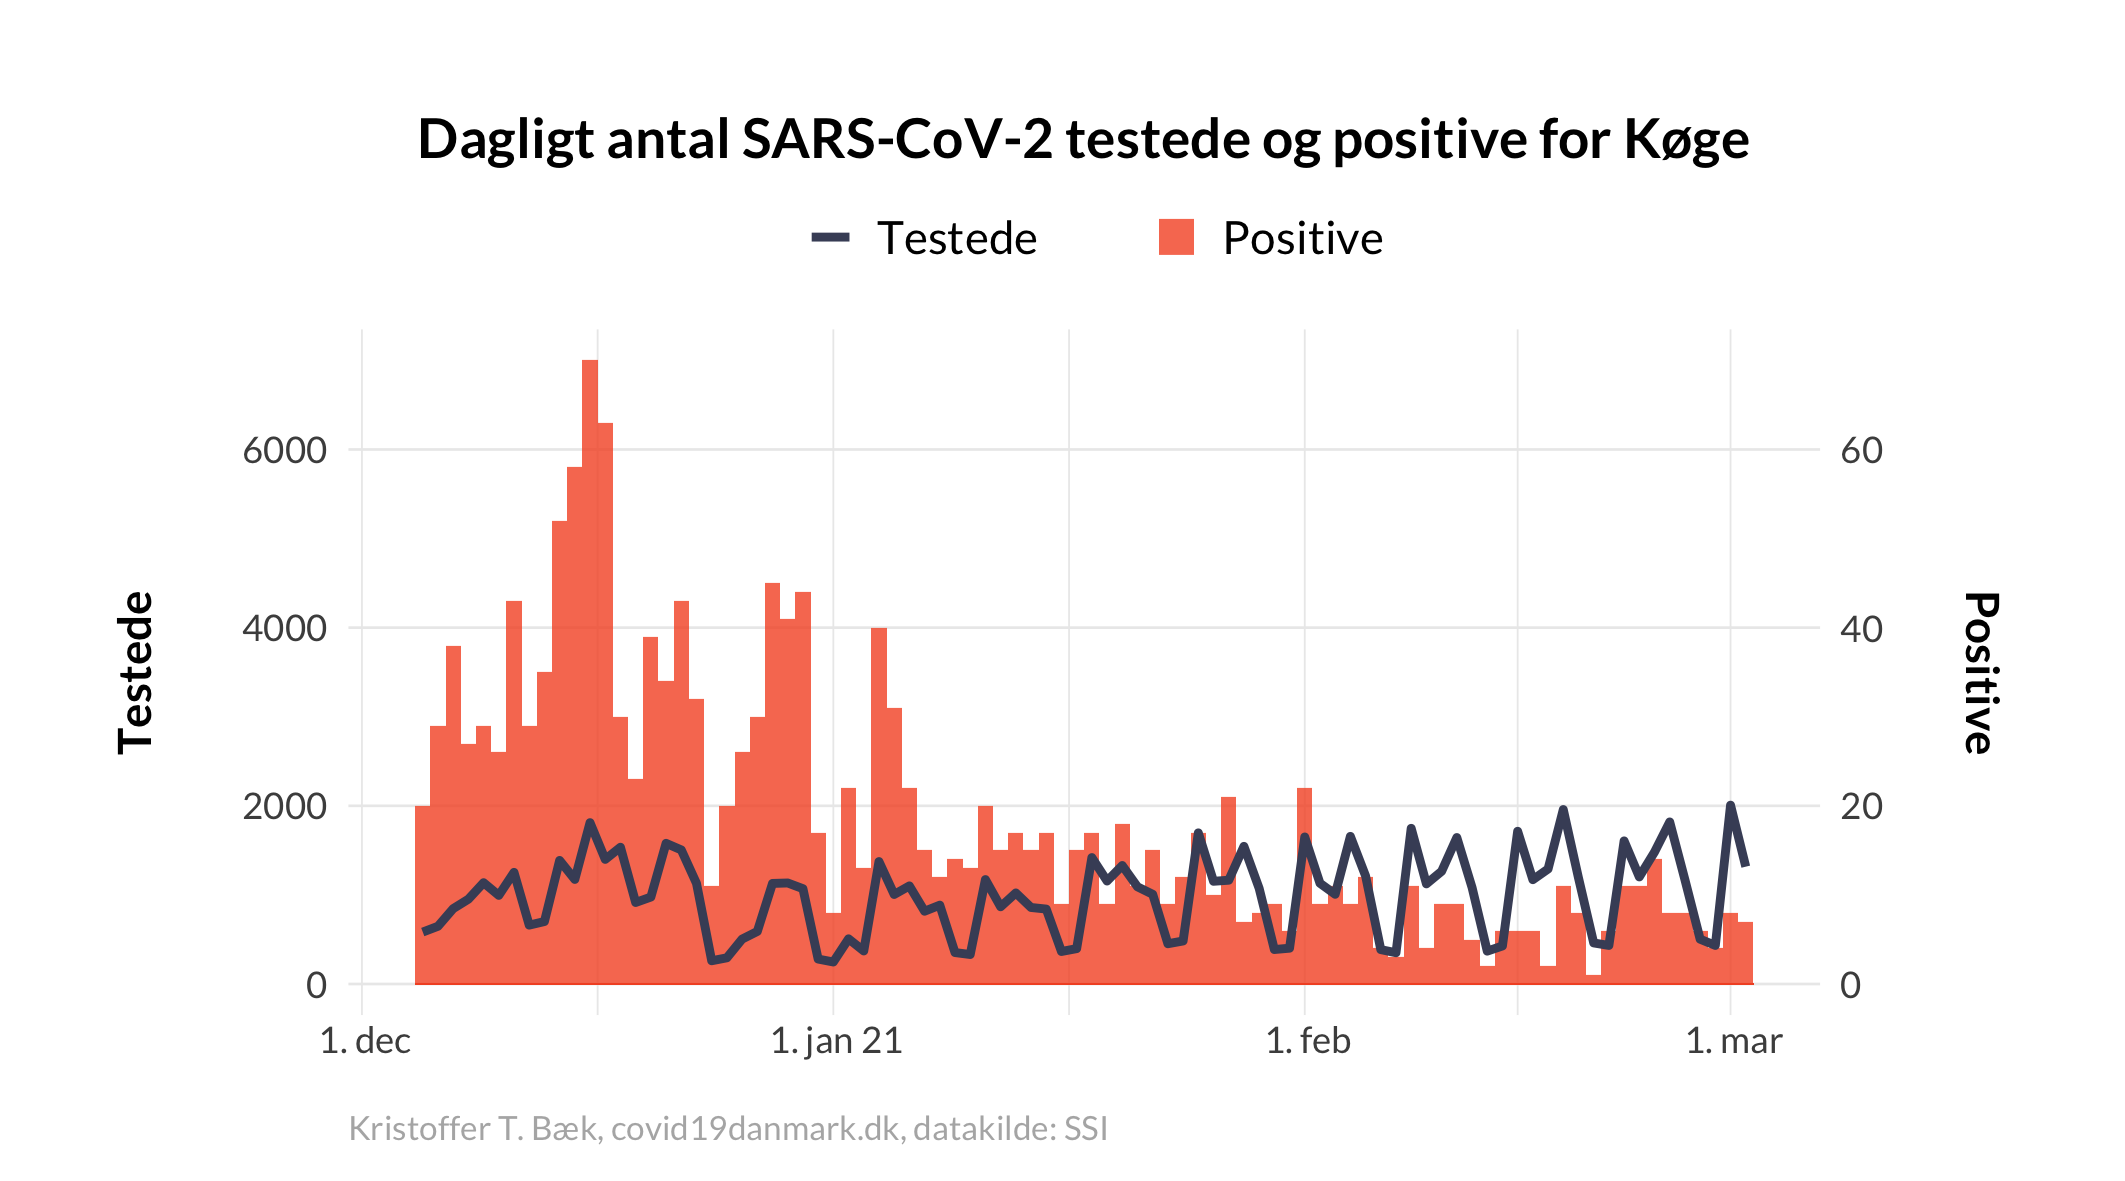 Dagligt antal SARS-CoV-2 testede og positive for Køge
Testede
Positive
6000
4000
2000
0
Testede
60
40
20
0
Positive
1. dec
1. jan 21
1. feb
1. mar
Kristoffer T. Bæk, covid19danmark.dk, datakilde: SSI